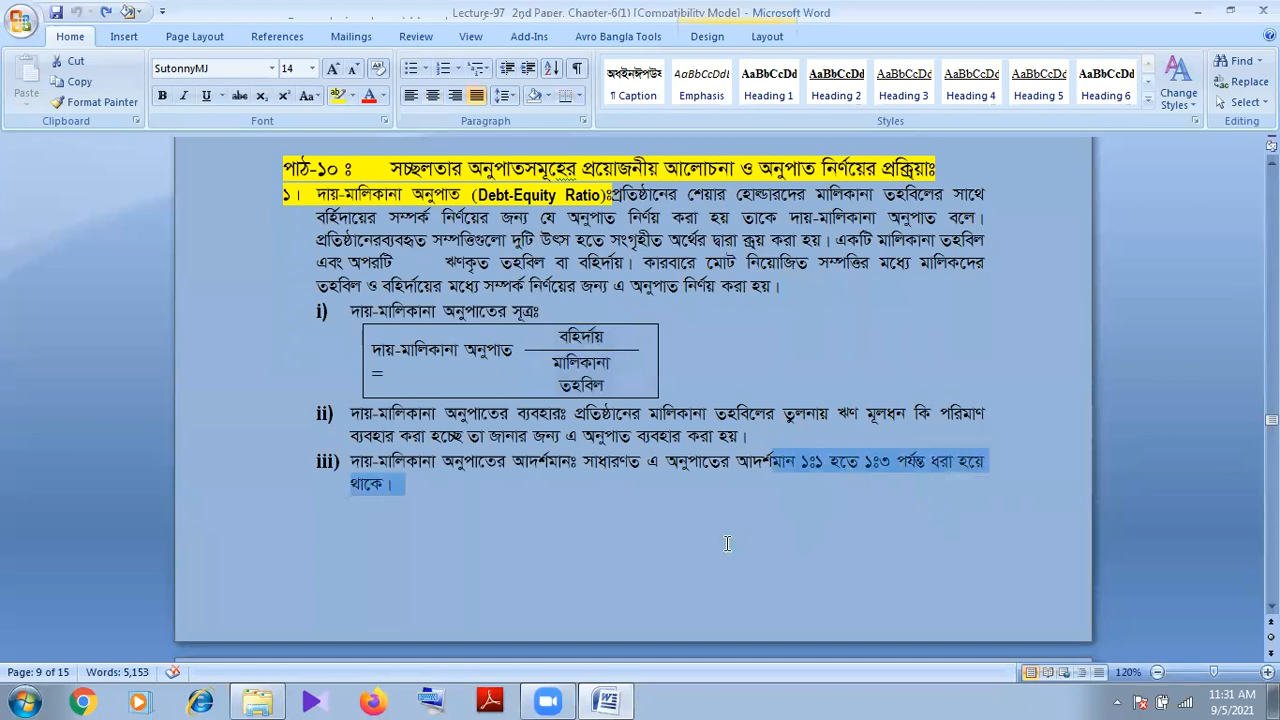 Lecture-97 2nd Paper. Chapter-6(1) [Compatibility Mode] - Microsoft Word
Home Insert Page Layout References Mailings Review View Add-Ins Avro Bangla Tools Design Layout
Paste Cut Copy Format Painter Clipboard
SutonnyMJ 14 Font
Paragraph
অআইঈউঊ AaBbCcDdI AaBbCcDd AaBbCcDd AaBbCcDd AaBbCcDd AaBbCcDd AaBbCcDd
¶ Caption Emphasis Heading 1 Heading 2 Heading 3 Heading 4 Heading 5 Heading 6 Change Styles Styles
Find Replace Select Editing
পাঠ-১০ ঃ সচ্ছলতার অনুপাতসমূহের প্রয়োজনীয় আলোচনা ও অনুপাত নির্ণয়ের প্রক্রিয়াঃ
১। দায়-মালিকানা অনুপাত (Debt-Equity Ratio)ঃপ্রতিষ্ঠানের শেয়ার হোল্ডারদের মালিকানা তহবিলের সাথে
বর্হিদায়ের সম্পর্ক নির্ণয়ের জন্য যে অনুপাত নির্ণয় করা হয় তাকে দায়-মালিকানা অনুপাত বলে।
প্রতিষ্ঠানেরব্যবহৃত সম্পত্তিগুলো দুটি উৎস হতে সংগৃহীত অর্থের দ্বারা ক্রয় করা হয়। একটি মালিকানা তহবিল
এবং অপরটি ঋণকৃত তহবিল বা বহির্দায়। কারবারে মোট নিয়োজিত সম্পত্তির মধ্যে মালিকদের
তহবিল ও বহির্দায়ের মধ্যে সম্পর্ক নির্ণয়ের জন্য এ অনুপাত নির্ণয় করা হয়।
i) দায়-মালিকানা অনুপাতের সূত্রঃ
দায়-মালিকানা অনুপাত =
বহির্দায়
মালিকানা
তহবিল
ii) দায়-মালিকানা অনুপাতের ব্যবহারঃ প্রতিষ্ঠানের মালিকানা তহবিলের তুলনায় ঋণ মূলধন কি পরিমাণ
ব্যবহার করা হচ্ছে তা জানার জন্য এ অনুপাত ব্যবহার করা হয়।
iii) দায়-মালিকানা অনুপাতের আদর্শমানঃ সাধারণত এ অনুপাতের আদর্শমান ১ঃ১ হতে ১ঃ৩ পর্যন্ত ধরা হয়ে
থাকে।
Page: 9 of 15 Words: 5,153 120%
11:31 AM
9/5/2021